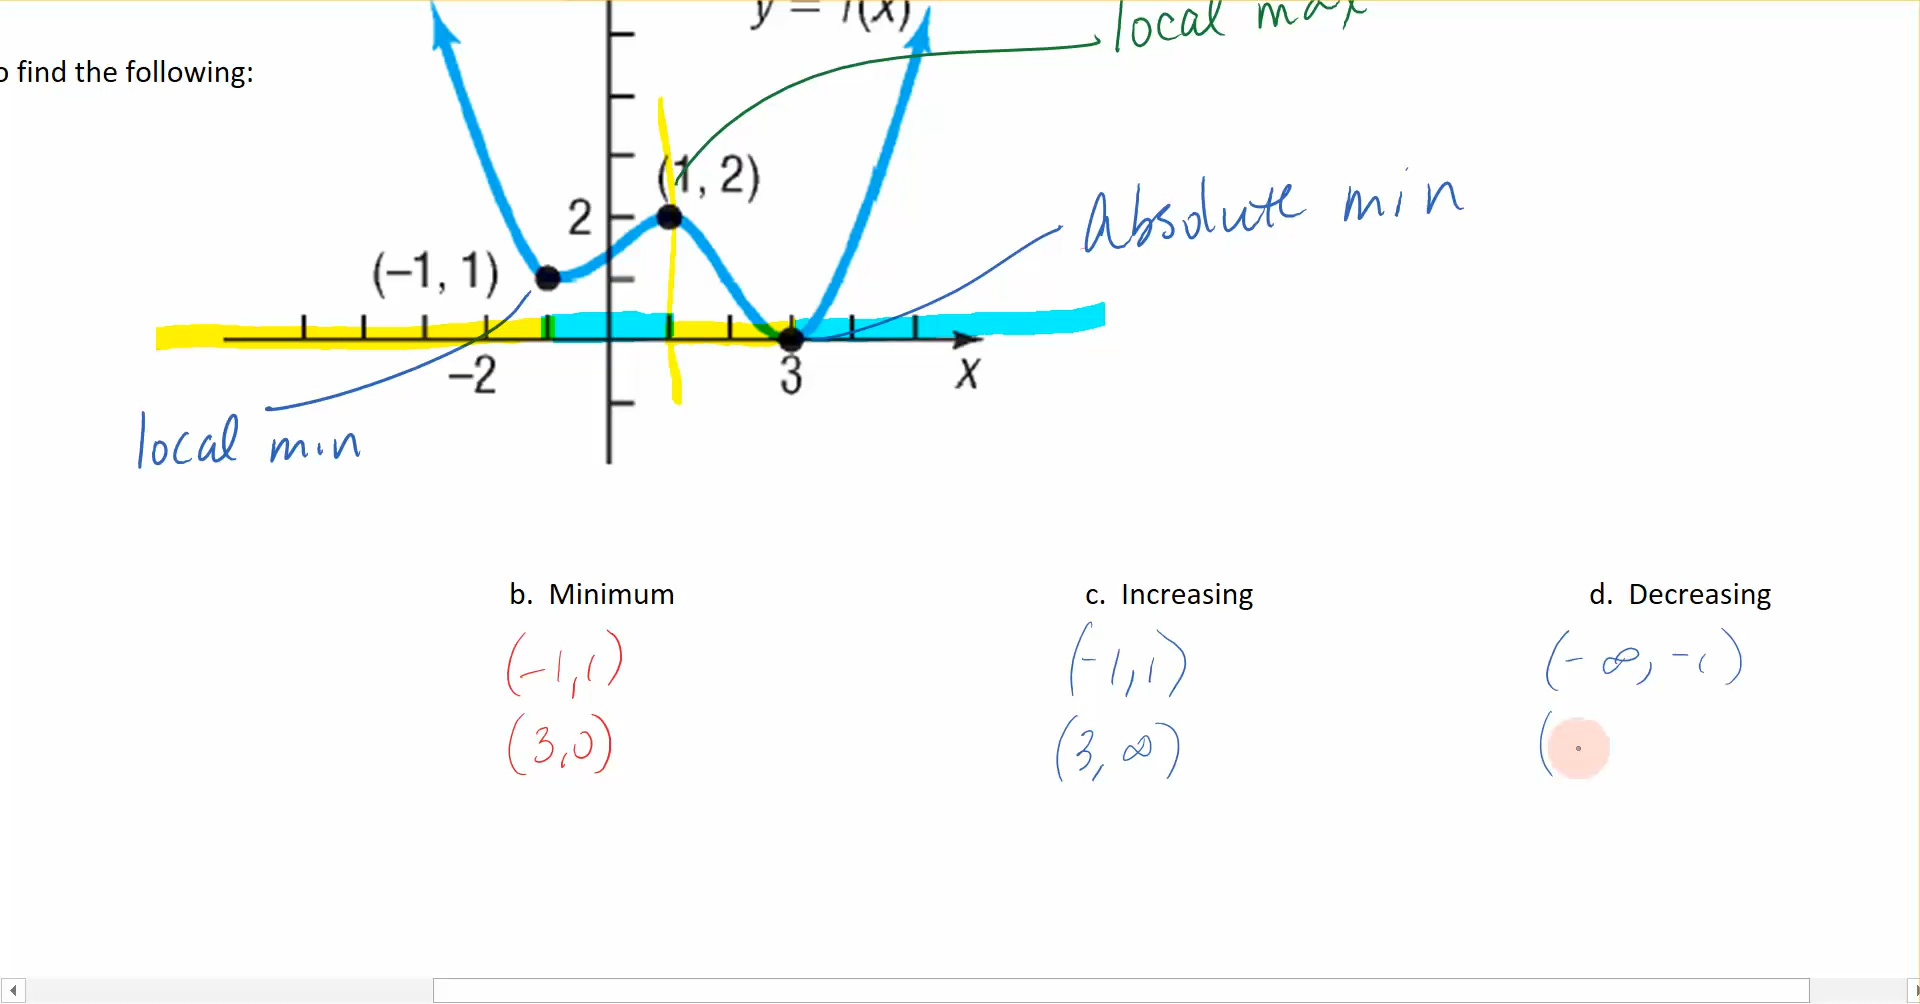 y = f(x)
local max
o find the following:
(1, 2)
Absolute min
2
(−1, 1)
−2
3
x
local min
b. Minimum
c. Increasing
d. Decreasing
(-1,1)
(-1,1)
(-∞,-1)
(3,0)
(3,∞)
(